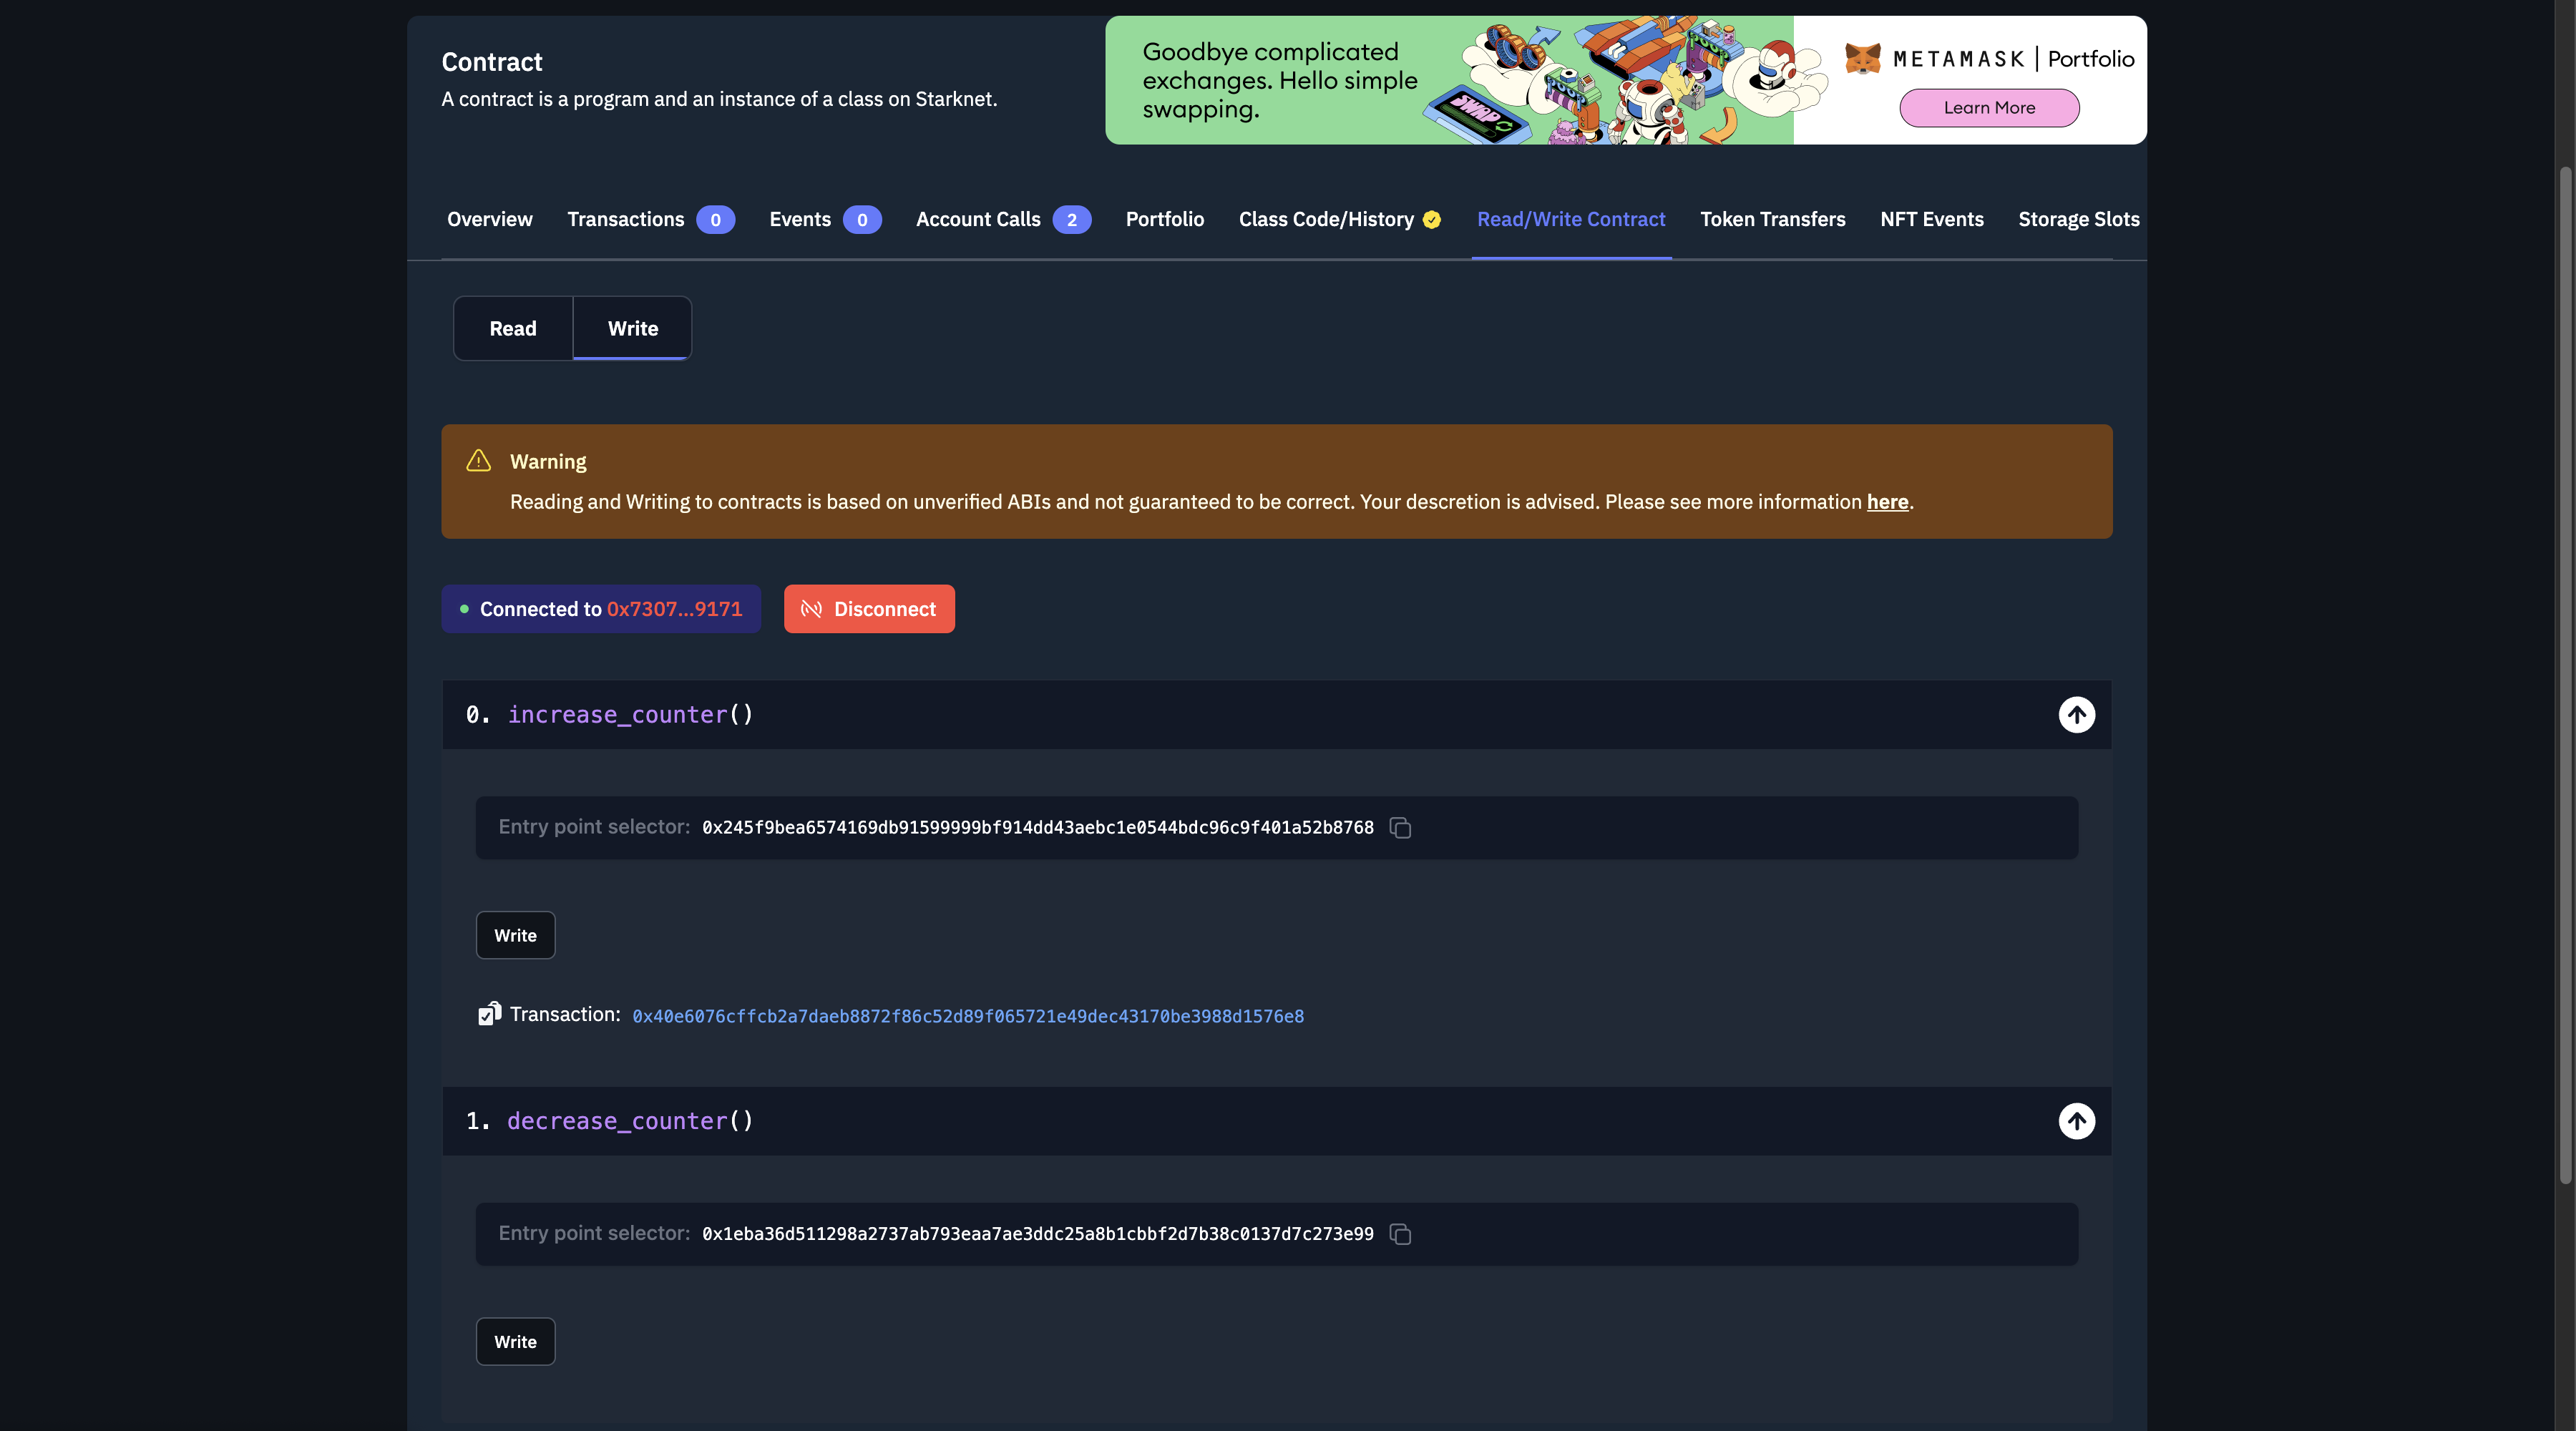 Contract
A contract is a program and an instance of a class on Starknet.
Goodbye complicated
exchanges. Hello simple
swapping.
SWAP
METAMASK | Portfolio
Learn More
Overview Transactions 0 Events 0 Account Calls 2 Portfolio Class Code/History Read/Write Contract Token Transfers NFT Events Storage Slots
Read Write
Warning
Reading and Writing to contracts is based on unverified ABIs and not guaranteed to be correct. Your descretion is advised. Please see more information here.
Connected to 0x7307...9171 Disconnect
0. increase_counter()
Entry point selector: 0x245f9bea6574169db91599999bf914dd43aebc1e0544bdc96c9f401a52b8768
Write
Transaction: 0x40e6076cffcb2a7daeb8872f86c52d89f065721e49dec43170be3988d1576e8
1. decrease_counter()
Entry point selector: 0x1eba36d511298a2737ab793eaa7ae3ddc25a8b1cbbf2d7b38c0137d7c273e99
Write